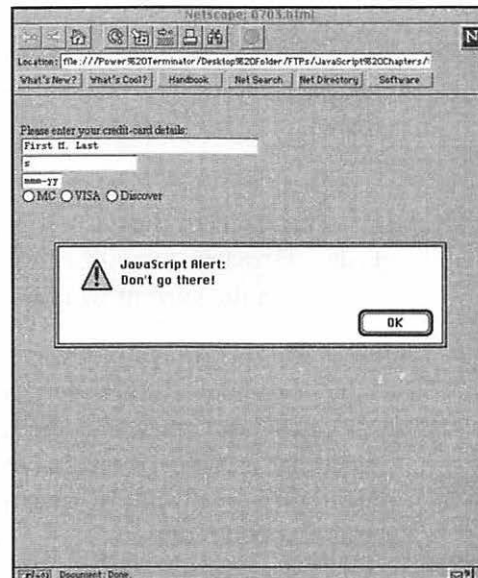 Netscape: 0703.html
Location: file:///Power%20Terminator/Desktop%20Folder/FTPs/JavaScript%20Chapters/
What's New? What's Cool? Handbook Net Search Net Directory Software
Please enter your credit-card details:
First M. Last
s
mmm-yy
MC VISA Discover
JavaScript Alert:
Don't go there!
OK
Document: Done.